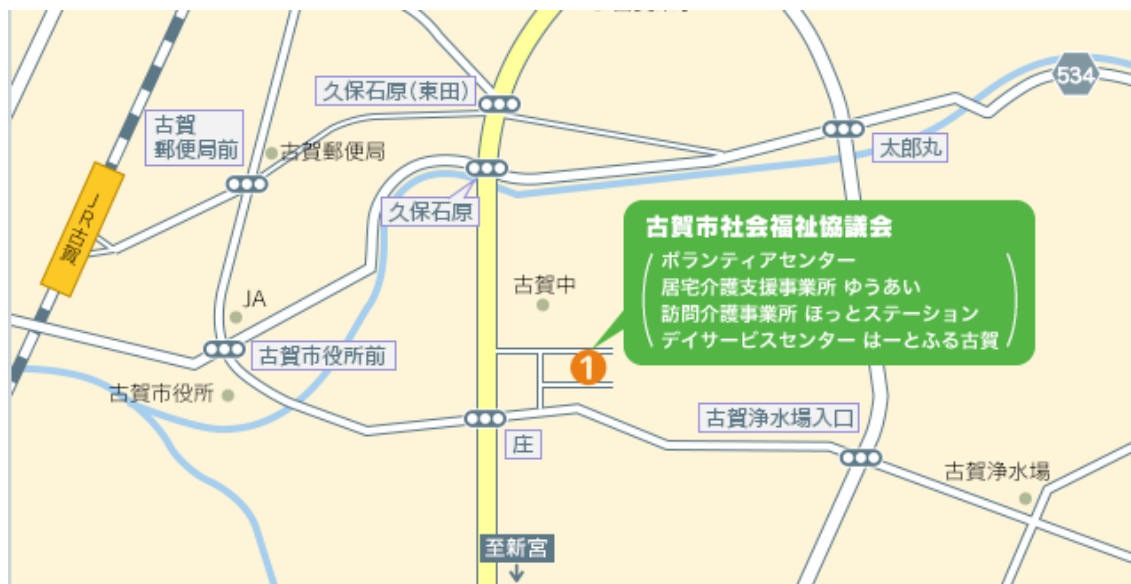 久保石原(東田)
534
古賀
郵便局前
古賀郵便局
太郎丸
JR古賀
久保石原
古賀市社会福祉協議会
ボランティアセンター
居宅介護支援事業所 ゆうあい
訪問介護事業所 ほっとステーション
デイサービスセンター はーとふる古賀
古賀中
JA
古賀市役所前
1
古賀市役所
庄
古賀浄水場入口
古賀浄水場
至新宮